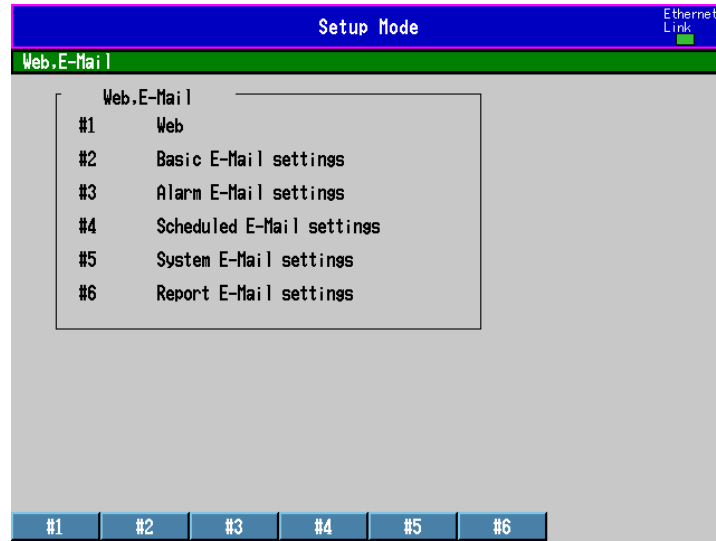 Setup Mode
Ethernet
Link
Web,E-Mail
Web,E-Mail
#1 Web
#2 Basic E-Mail settings
#3 Alarm E-Mail settings
#4 Scheduled E-Mail settings
#5 System E-Mail settings
#6 Report E-Mail settings
#1 #2 #3 #4 #5 #6